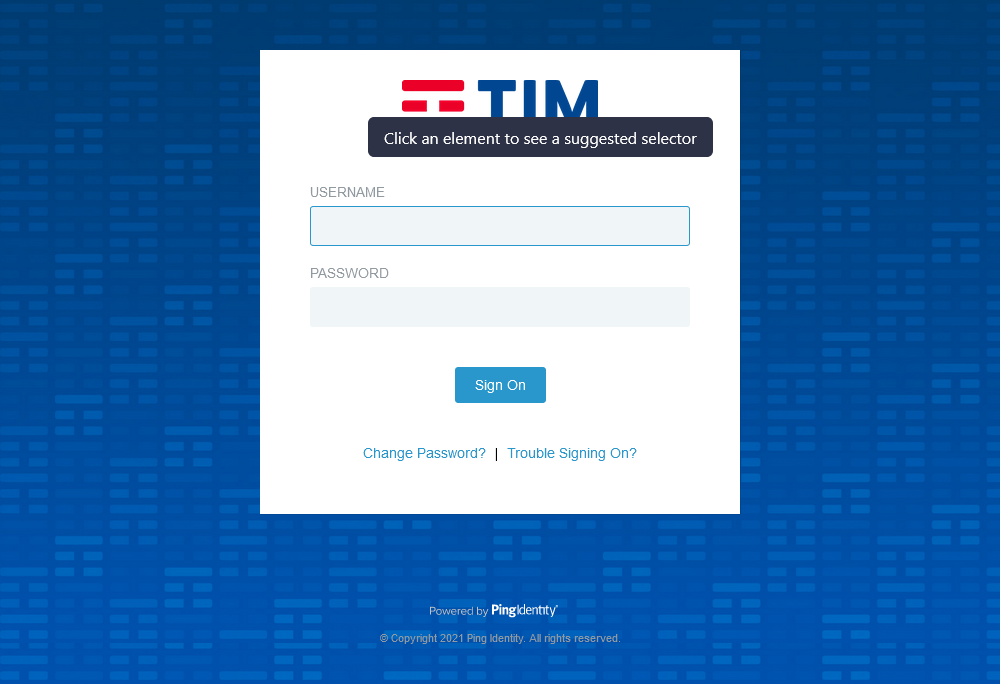 TIM
Click an element to see a suggested selector
USERNAME
PASSWORD
Sign On
Change Password? | Trouble Signing On?
Powered by PingIdentity
© Copyright 2021 Ping Identity. All rights reserved.